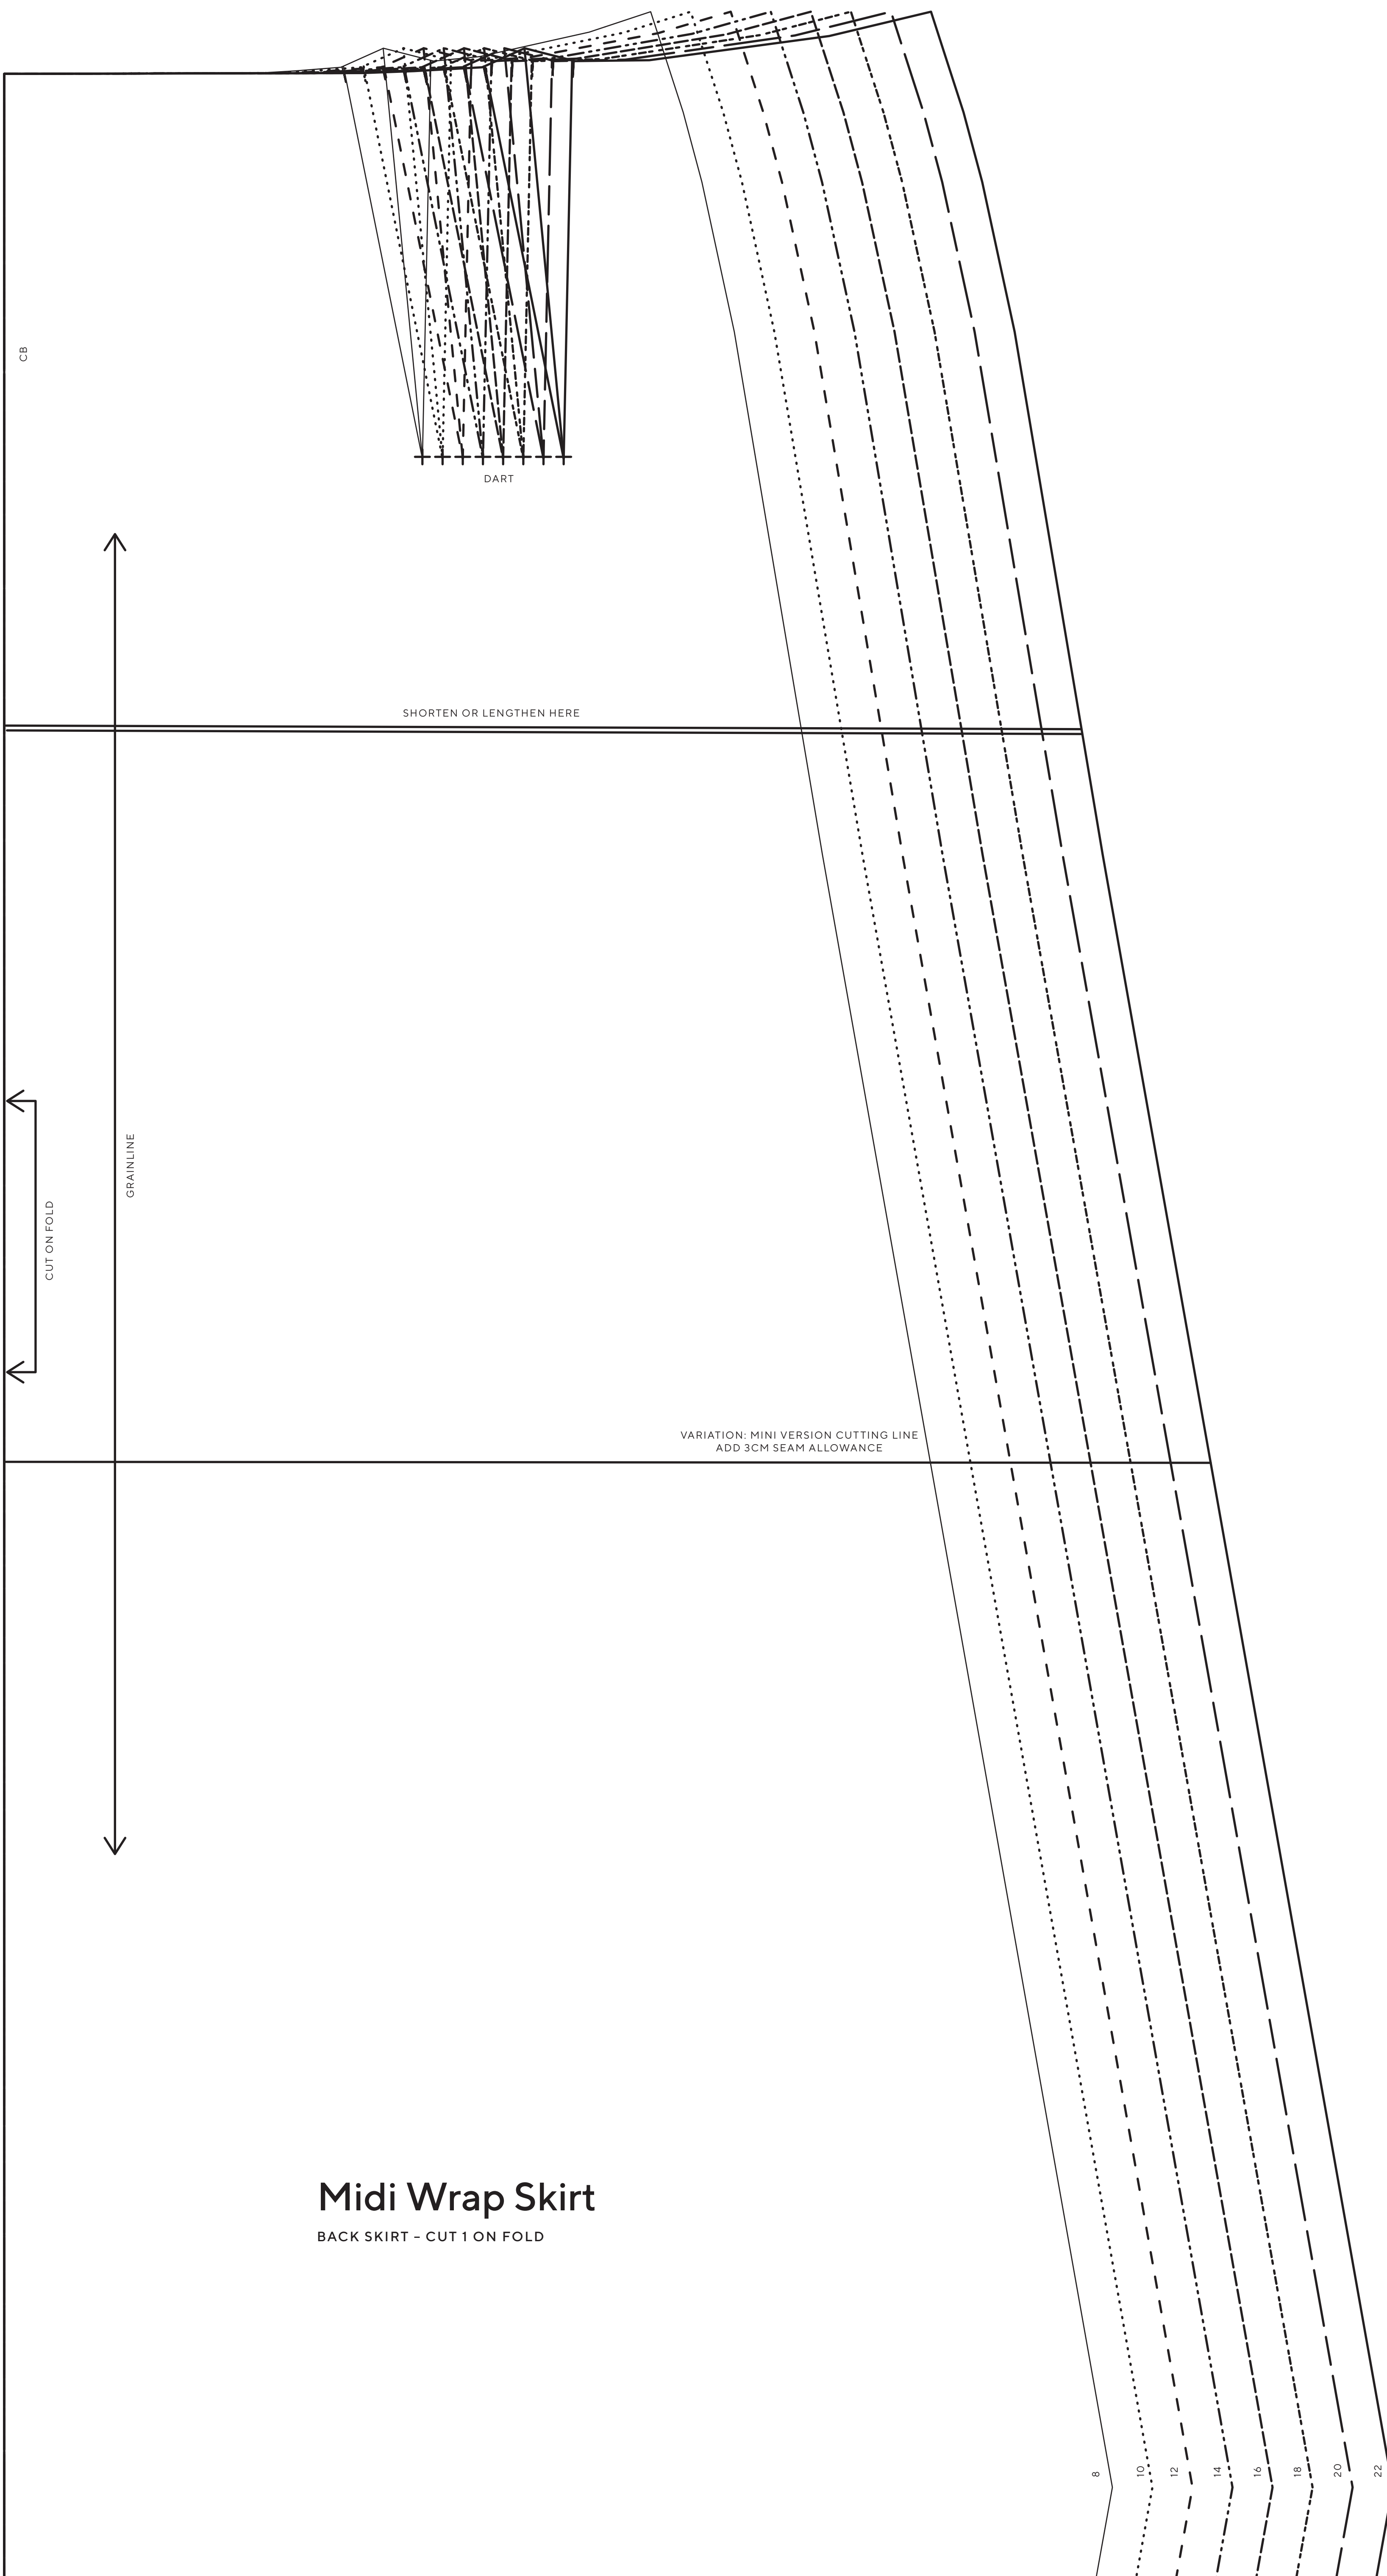 CB
DART
SHORTEN OR LENGTHEN HERE
GRAINLINE
CUT ON FOLD
VARIATION: MINI VERSION CUTTING LINE
ADD 3CM SEAM ALLOWANCE
Midi Wrap Skirt
BACK SKIRT – CUT 1 ON FOLD
8
10
12
14
16
18
20
22